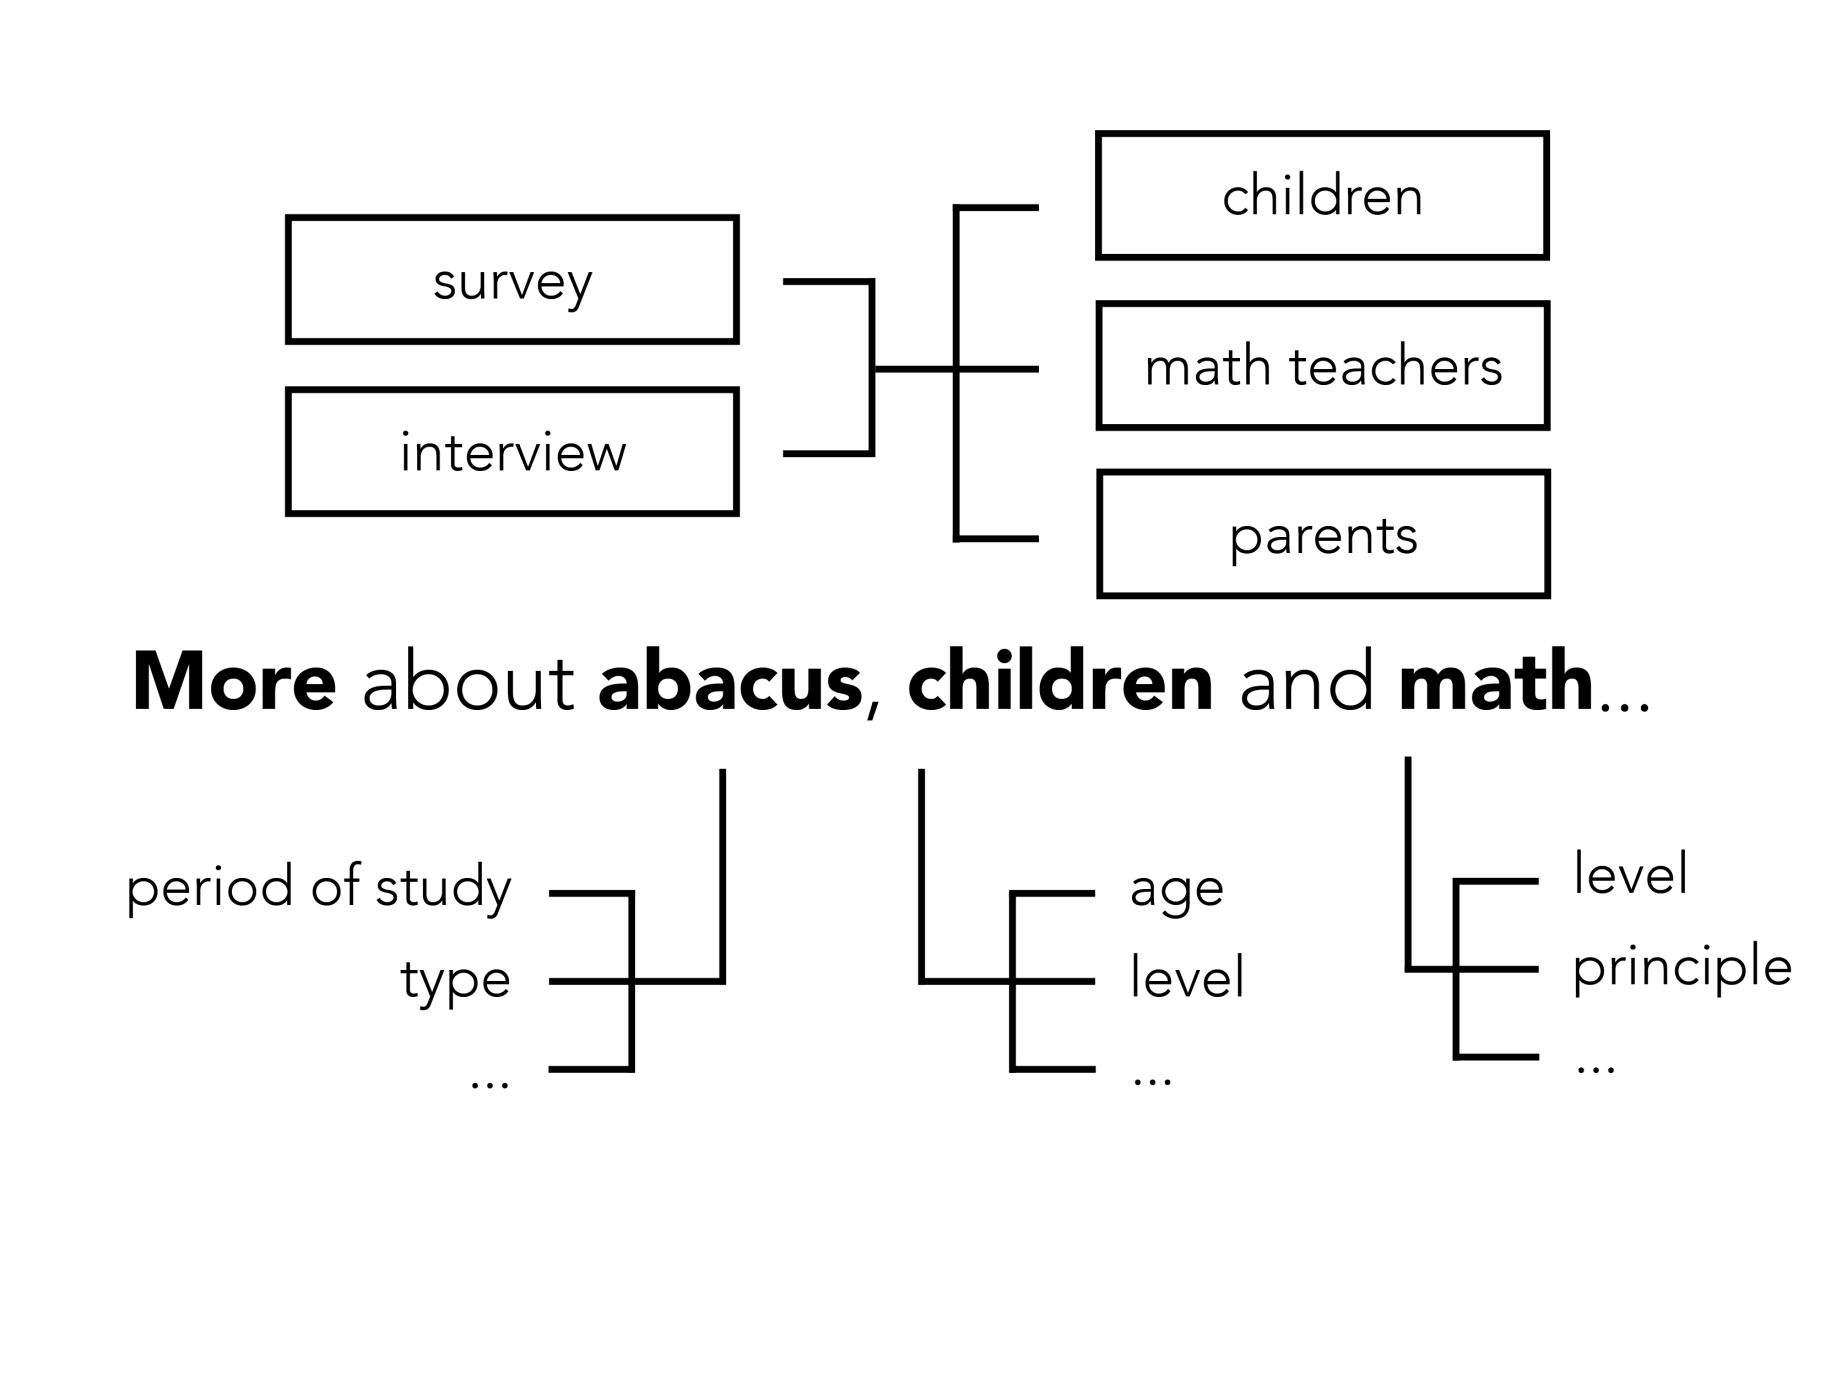 survey
interview
children
math teachers
parents
More about abacus, children and math...
period of study
type
...
age
level
...
level
principle
...